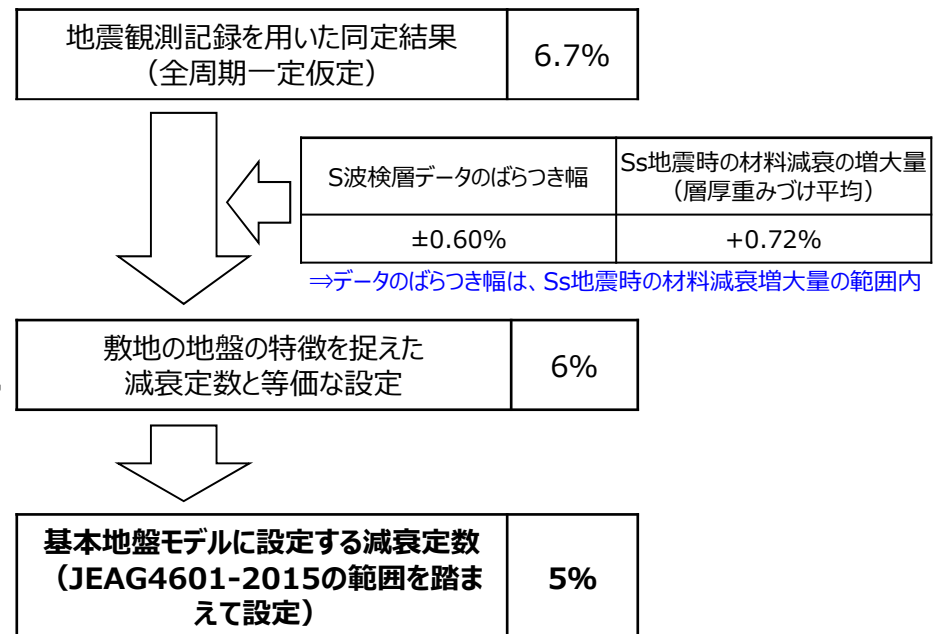 地震観測記録を用いた同定結果
（全周期一定仮定）
6.7%
S波検層データのばらつき幅
Ss地震時の材料減衰の増大量
（層厚重みづけ平均）
±0.60%
+0.72%
⇒データのばらつき幅は、Ss地震時の材料減衰増大量の範囲内
敷地の地盤の特徴を捉えた
減衰定数と等価な設定
6%
基本地盤モデルに設定する減衰定数
（JEAG4601-2015の範囲を踏ま
えて設定）
5%